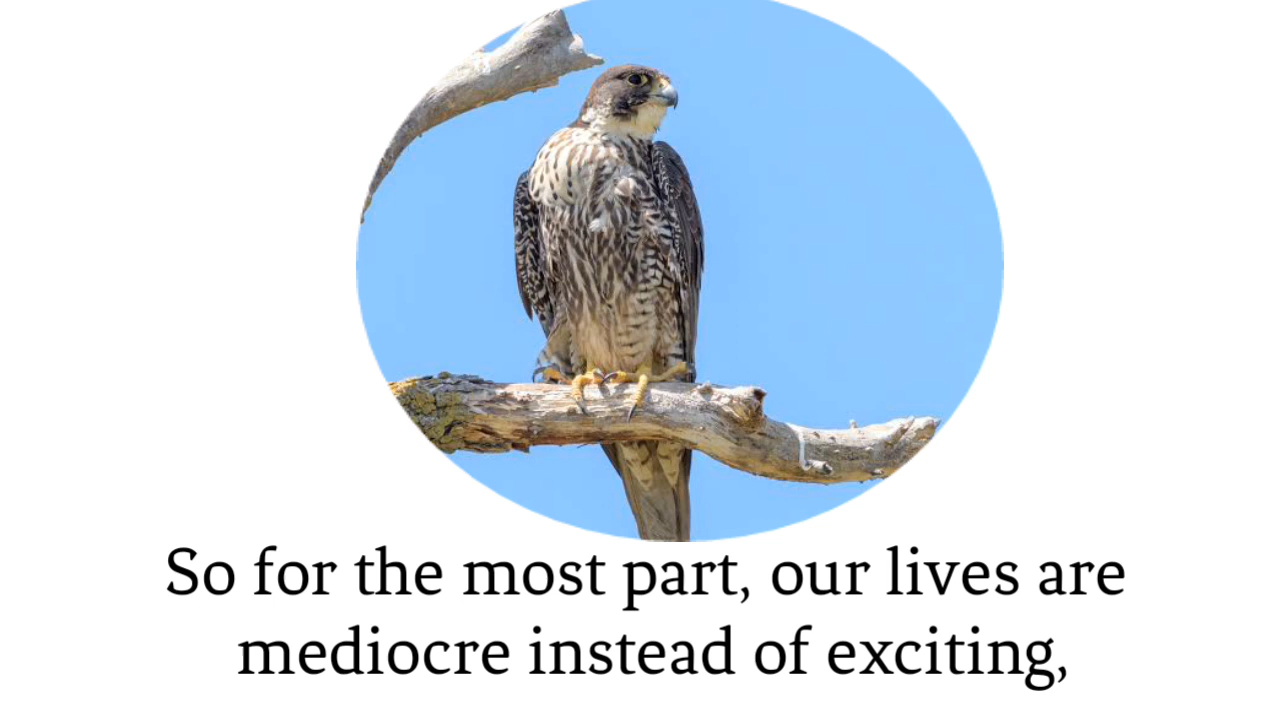 So for the most part, our lives are
mediocre instead of exciting,